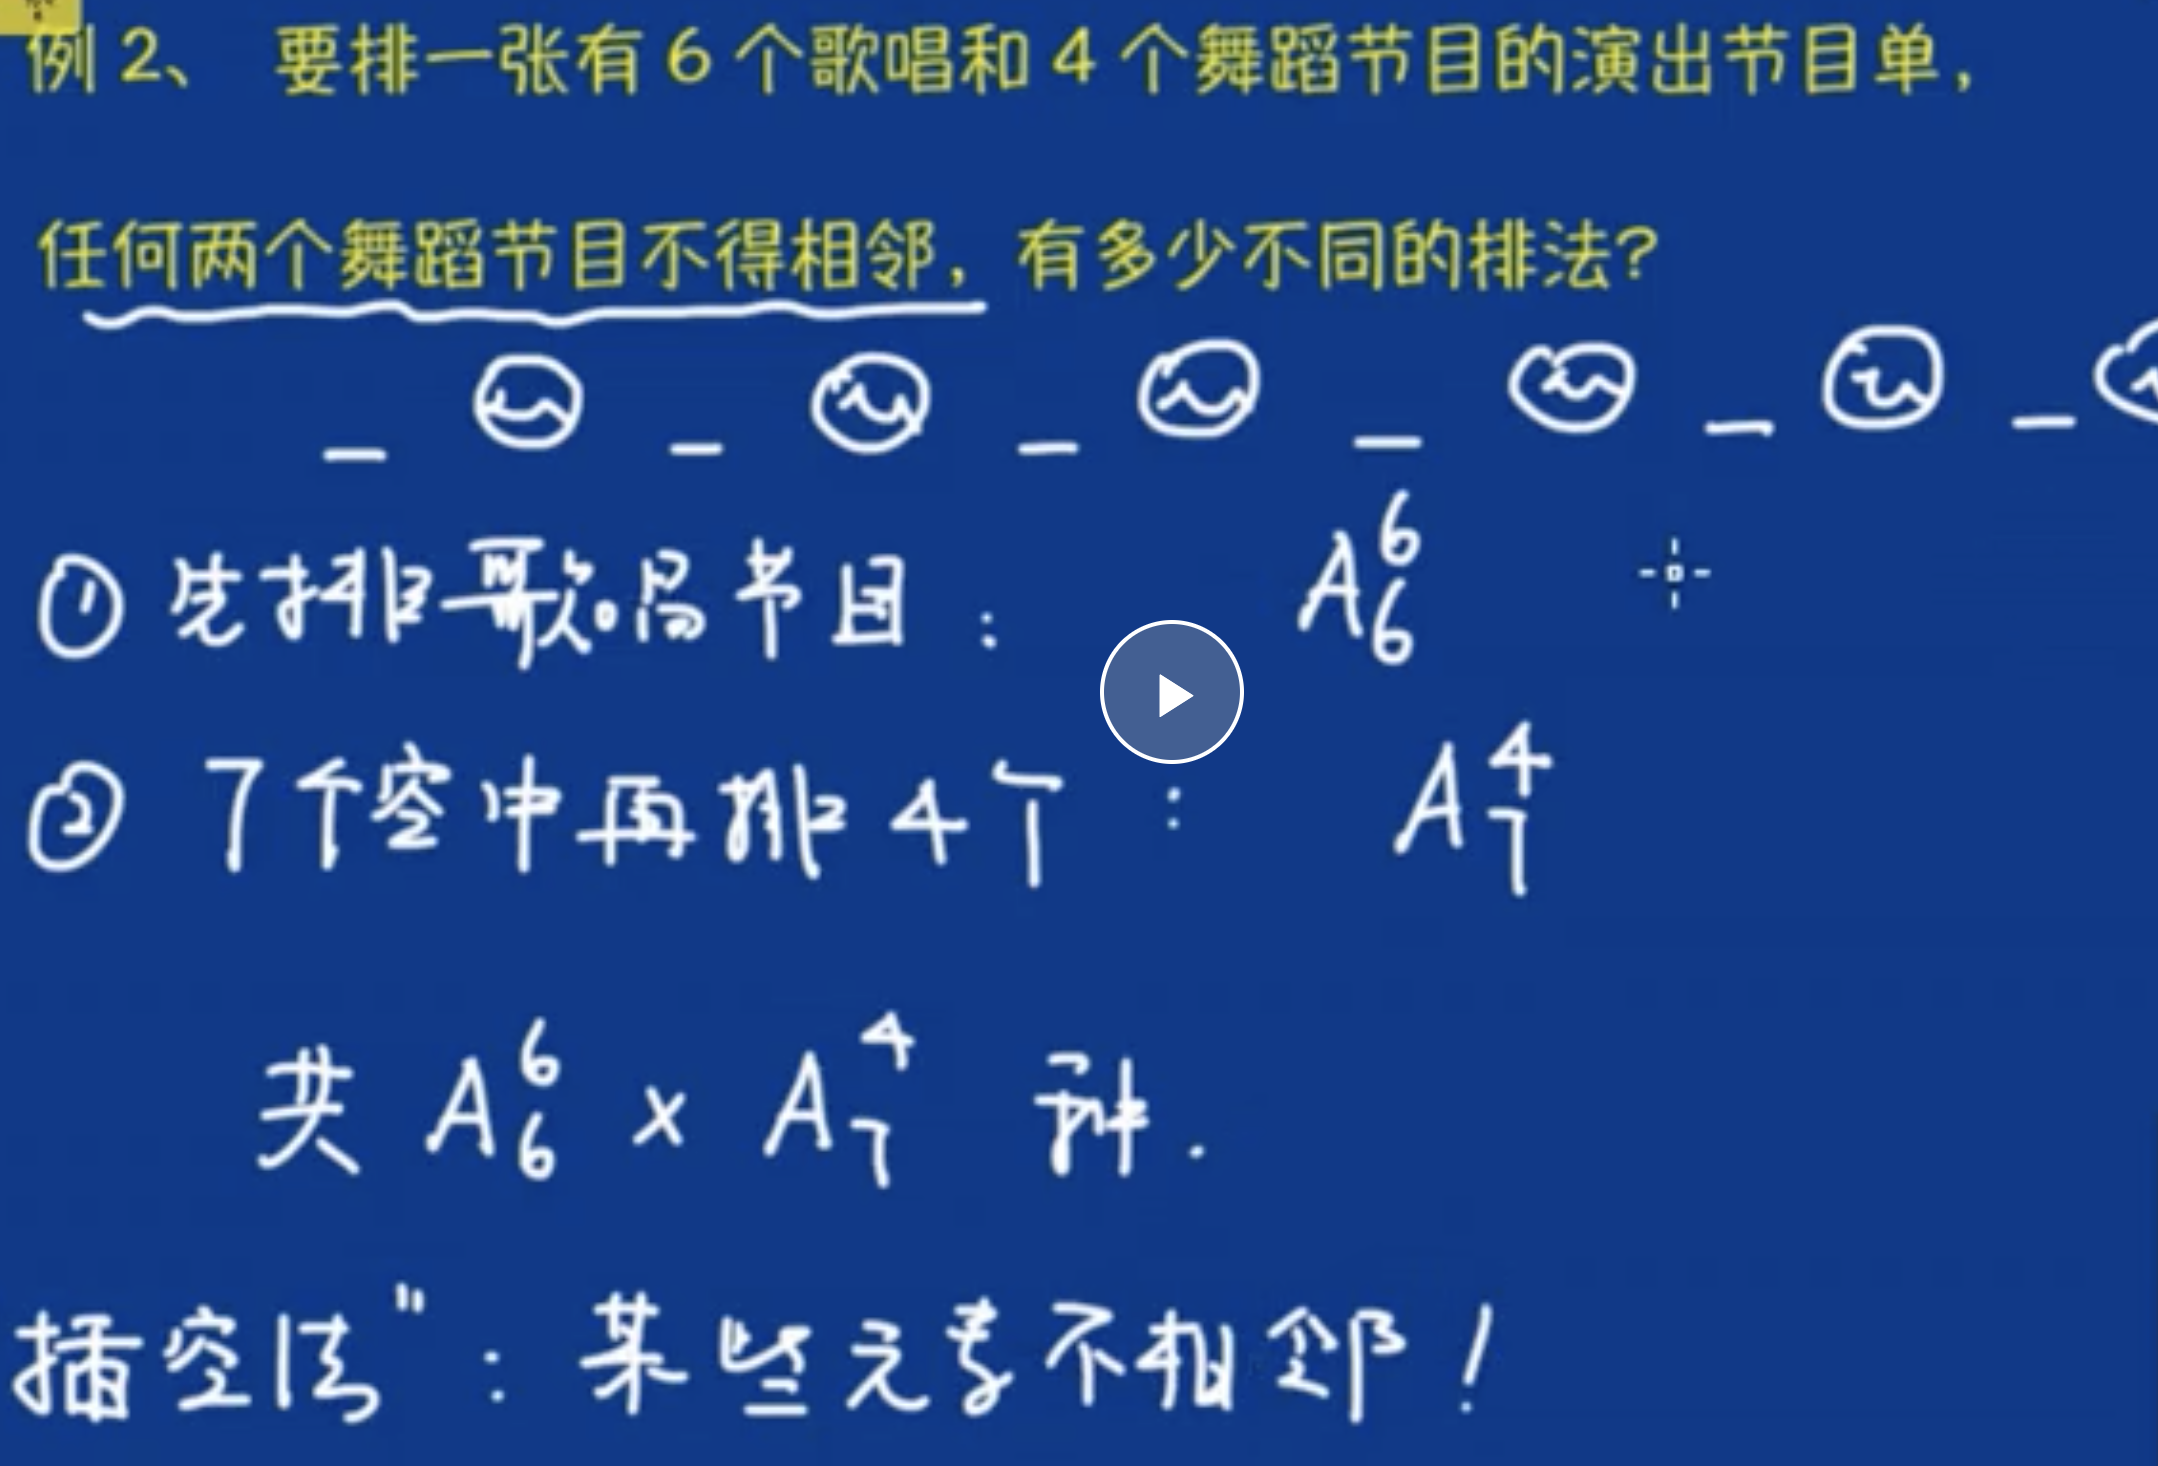 例 2、 要排一张有 6 个歌唱和 4 个舞蹈节目的演出节目单，
任何两个舞蹈节目不得相邻，有多少不同的排法?
① 先排歌唱节目： A_6^6
② 7个空中再排4个： A_7^4
共 A_6^6 × A_7^4 种.
插空法"：某些元素不相邻！